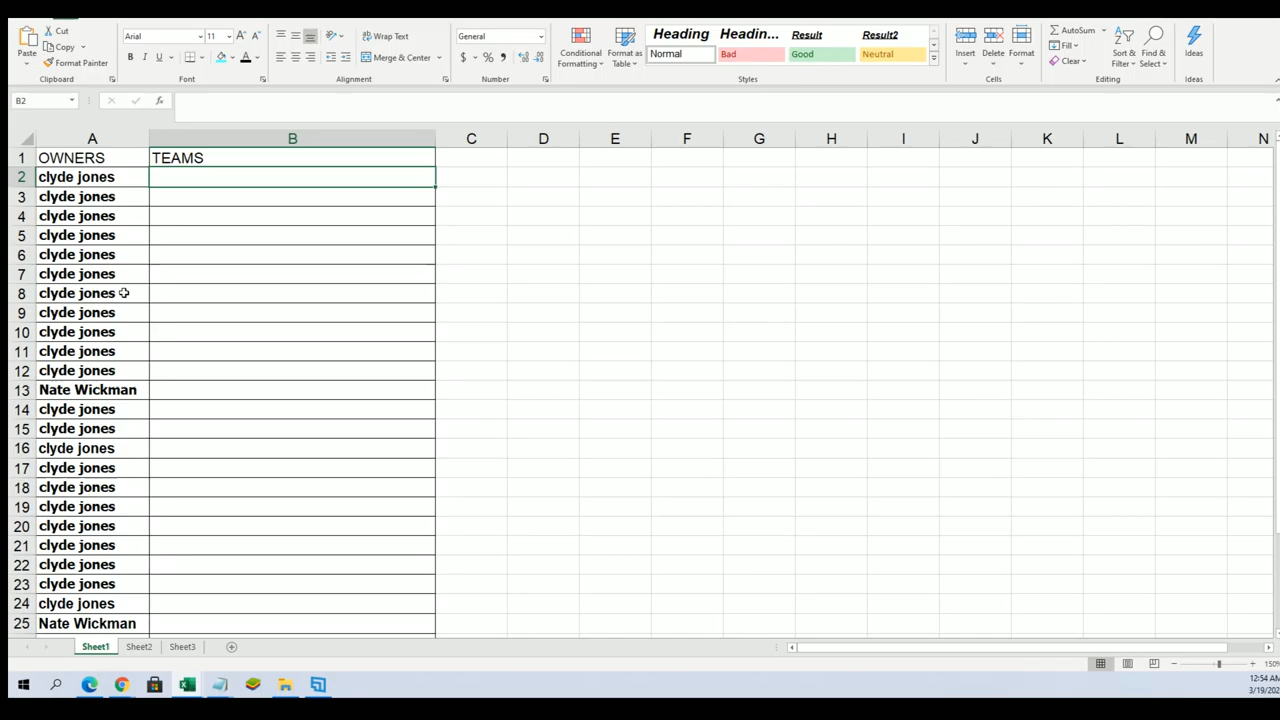 Cut
Copy
Format Painter
Paste
Clipboard
Arial 11 A A
B I U A
Font
Wrap Text
Merge & Center
Alignment
General
$ % ,
Number
Conditional Formatting
Format as Table
Heading Headin... Result Result2
Normal Bad Good Neutral
Styles
Insert Delete Format
Cells
AutoSum
Fill
Clear
Sort & Filter
Find & Select
Editing
Ideas
Ideas
B2 fx
A B C D E F G H I J K L M N
1 OWNERS TEAMS
2 clyde jones
3 clyde jones
4 clyde jones
5 clyde jones
6 clyde jones
7 clyde jones
8 clyde jones
9 clyde jones
10 clyde jones
11 clyde jones
12 clyde jones
13 Nate Wickman
14 clyde jones
15 clyde jones
16 clyde jones
17 clyde jones
18 clyde jones
19 clyde jones
20 clyde jones
21 clyde jones
22 clyde jones
23 clyde jones
24 clyde jones
25 Nate Wickman
Sheet1 Sheet2 Sheet3
150%
12:54 AM
3/19/202